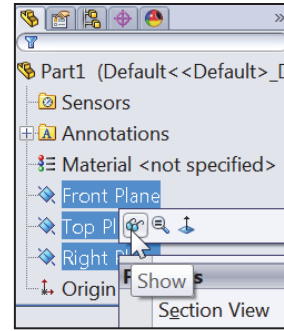 »
Part1 (Default<<Default>_D
Sensors
Annotations
Material <not specified>
Front Plane
Top Pl
Right
Show
Origin
Section View